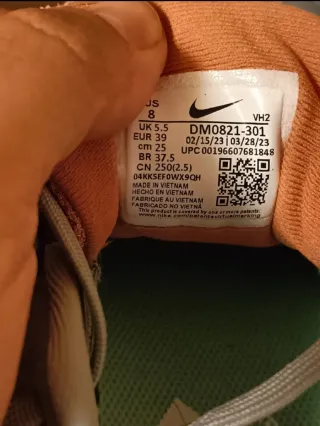 US
8
VH2
UK 5.5
EUR 39
cm 25
BR 37.5
CN 250(2.5)
DM0821-301
02/15/23 | 03/28/23
UPC 00196607681848
04KKSEF0WX9QH
MADE IN VIETNAM
HECHO EN VIETNAM
FABRIQUE AU VIETNAM
FABRICADO NO VIETNÃ
This product is covered by one or more patents: